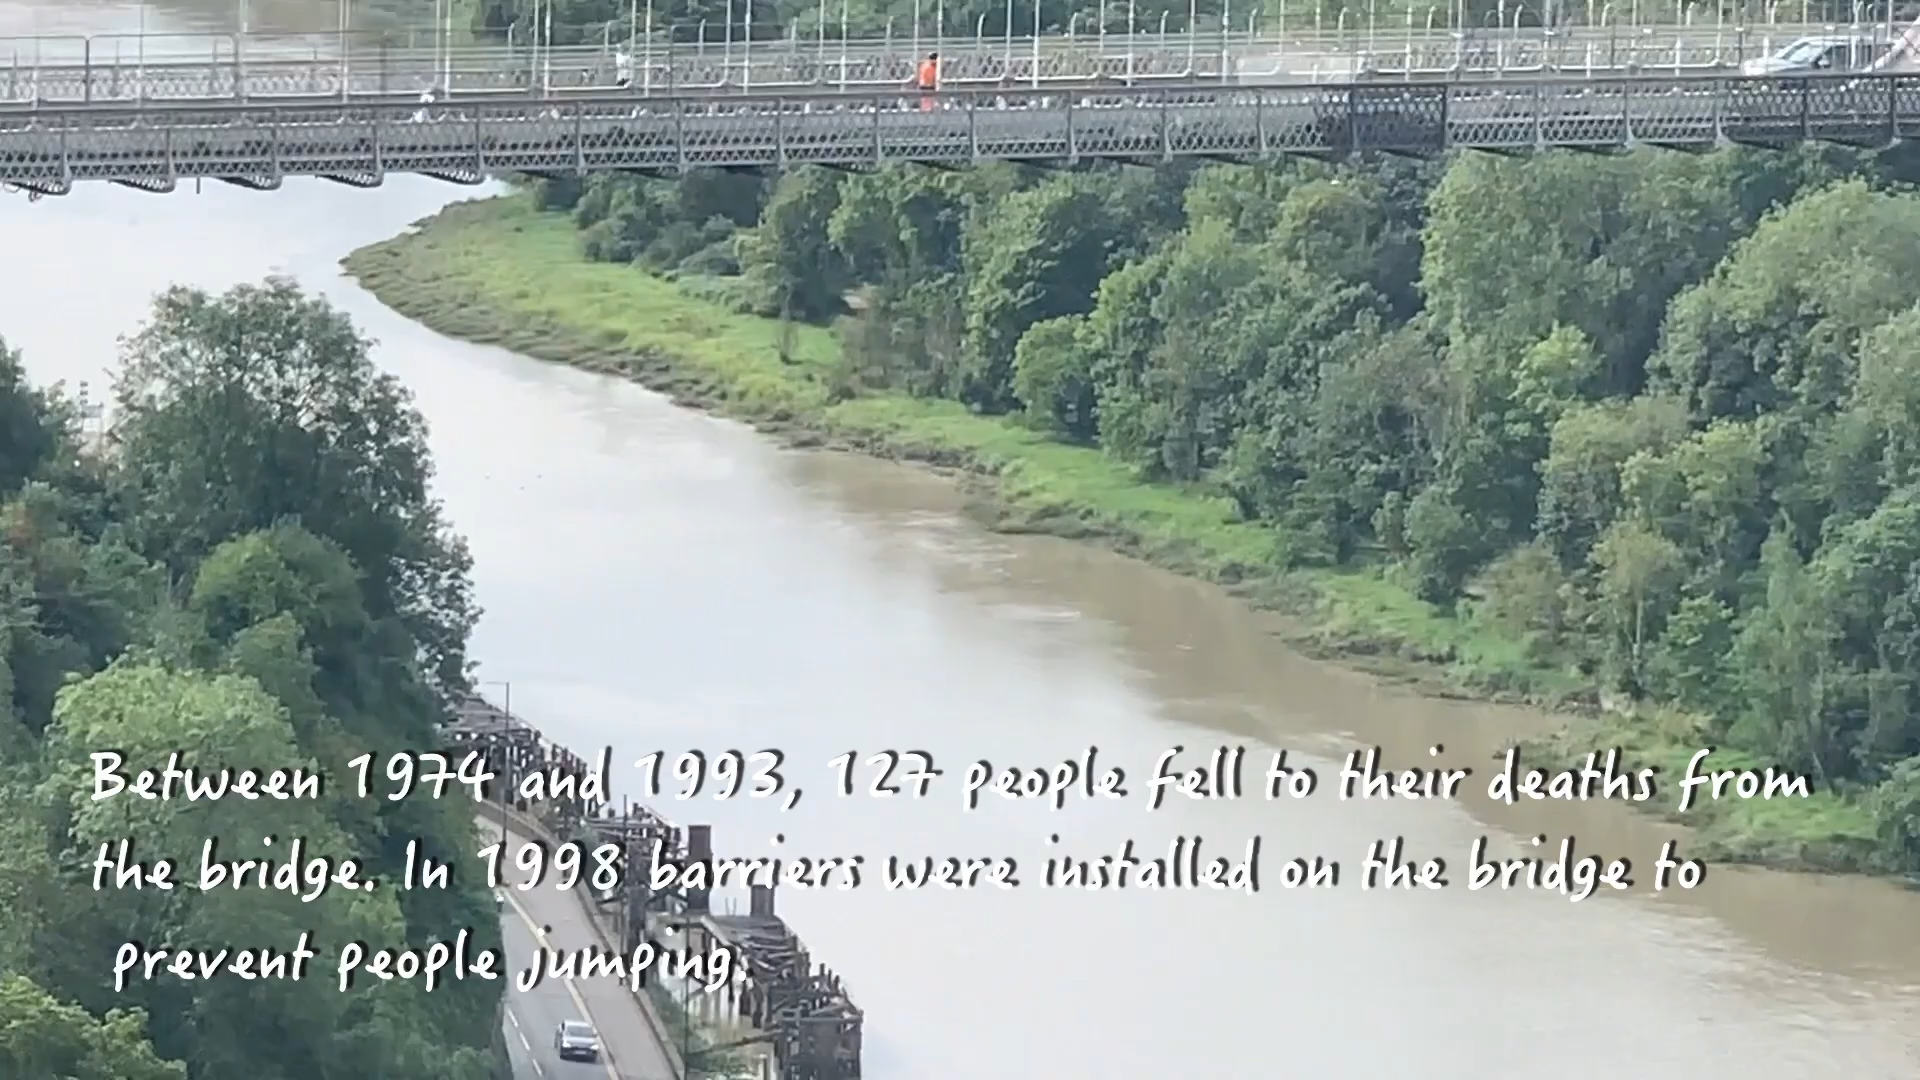 Between 1974 and 1993, 127 people fell to their deaths from
the bridge. In 1998 barriers were installed on the bridge to
prevent people jumping.